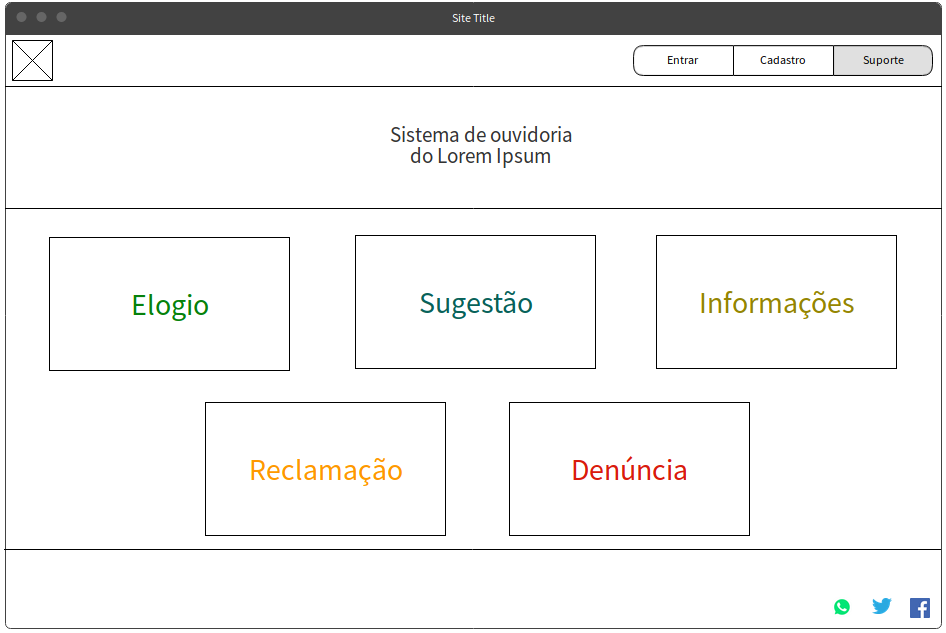 Site Title
Entrar
Cadastro
Suporte
Sistema de ouvidoria
do Lorem Ipsum
Elogio
Sugestão
Informações
Reclamação
Denúncia